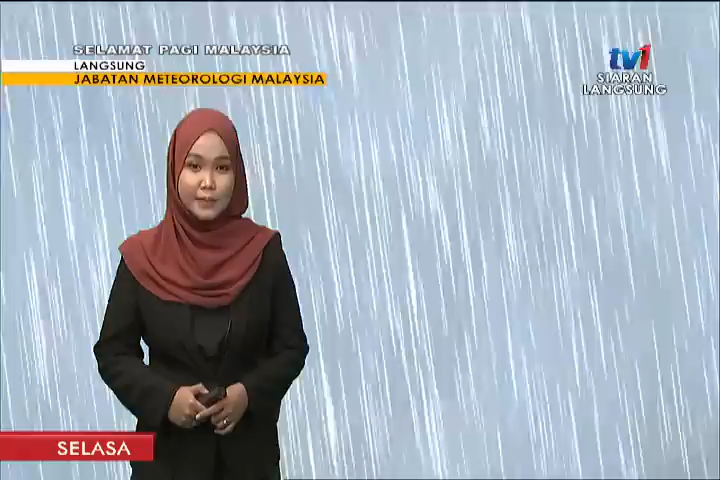 SELAMAT PAGI MALAYSIA
LANGSUNG
JABATAN METEOROLOGI MALAYSIA
tv1
SIARAN
LANGSUNG
SELASA